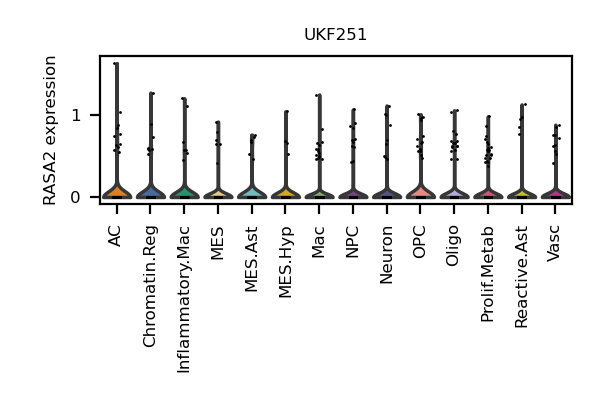 UKF251
RASA2 expression
1
0
AC
Chromatin.Reg
Inflammatory.Mac
MES
MES.Ast
MES.Hyp
Mac
NPC
Neuron
OPC
Oligo
Prolif.Metab
Reactive.Ast
Vasc